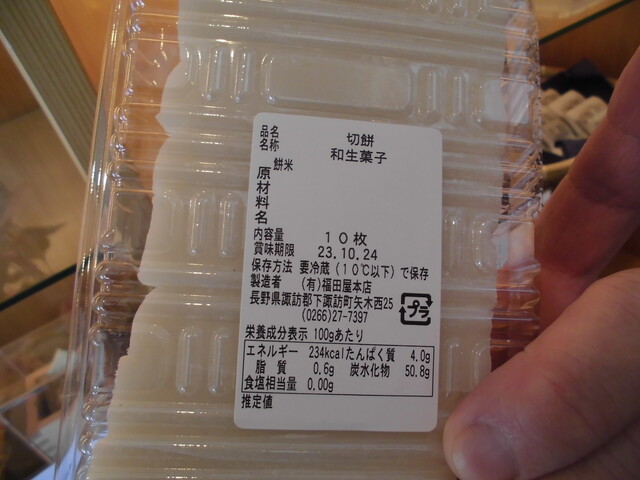 品名 切餅
名称 和生菓子
原材料名 餅米
内容量 10枚
賞味期限 23.10.24
保存方法 要冷蔵(10℃以下)で保存
製造者 (有)福田屋本店
長野県諏訪郡下諏訪町矢木西25
(0266)27-7397
プラ
栄養成分表示 100gあたり
エネルギー 234kcal たんぱく質 4.0g
脂質 0.6g 炭水化物 50.8g
食塩相当量 0.00g
推定値